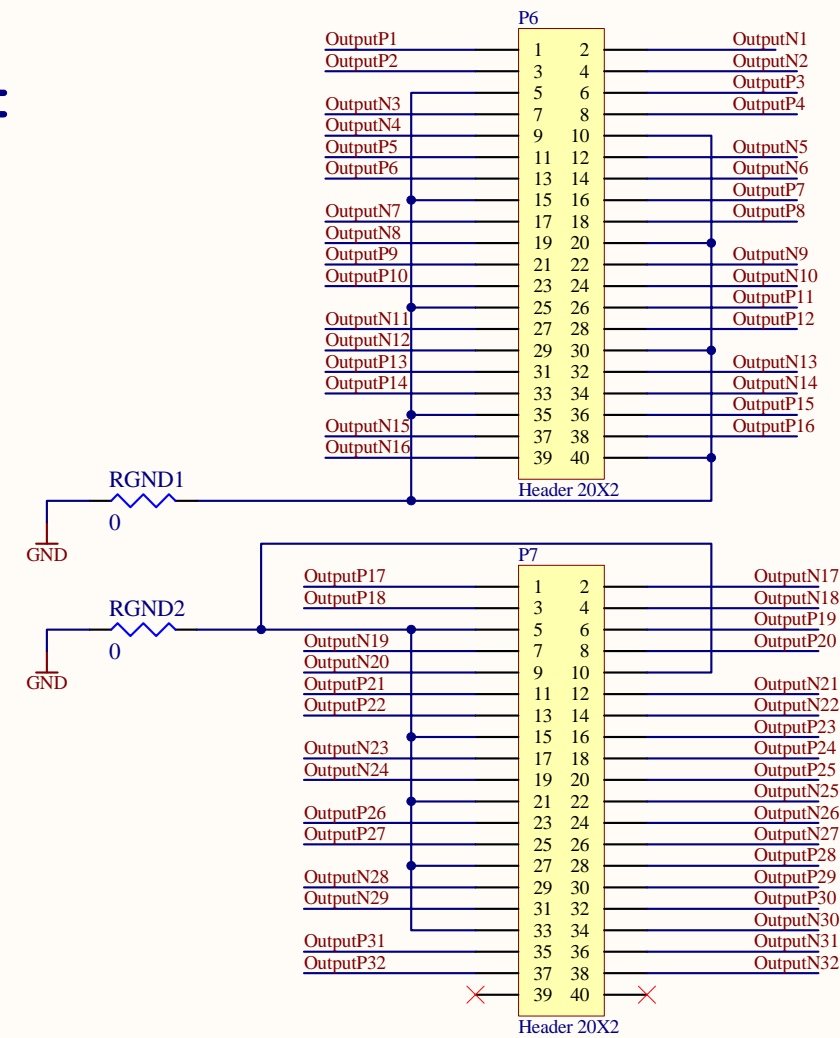 P6
OutputP1 1 2 OutputN1
OutputP2 3 4 OutputN2
5 6 OutputP3
OutputN3 7 8 OutputP4
OutputN4 9 10
OutputP5 11 12 OutputN5
OutputP6 13 14 OutputN6
15 16 OutputP7
OutputN7 17 18 OutputP8
OutputN8 19 20
OutputP9 21 22 OutputN9
OutputP10 23 24 OutputN10
25 26 OutputP11
OutputN11 27 28 OutputP12
OutputN12 29 30
OutputP13 31 32 OutputN13
OutputP14 33 34 OutputN14
35 36 OutputP15
OutputN15 37 38 OutputP16
OutputN16 39 40
Header 20X2
RGND1
0
GND
P7
OutputP17 1 2 OutputN17
OutputP18 3 4 OutputN18
5 6 OutputP19
OutputN19 7 8 OutputP20
OutputN20 9 10
OutputP21 11 12 OutputN21
OutputP22 13 14 OutputN22
15 16 OutputP23
OutputN23 17 18 OutputP24
OutputN24 19 20 OutputP25
21 22 OutputN25
OutputP26 23 24 OutputN26
OutputP27 25 26 OutputN27
27 28 OutputP28
OutputN28 29 30 OutputP29
OutputN29 31 32 OutputP30
33 34 OutputN30
OutputP31 35 36 OutputN31
OutputP32 37 38 OutputN32
39 40
Header 20X2
RGND2
0
GND